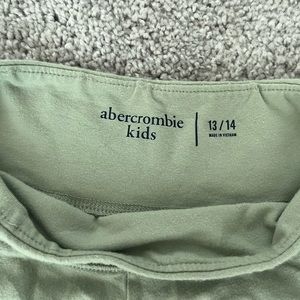 abercrombie
kids
13 / 14
MADE IN VIETNAM